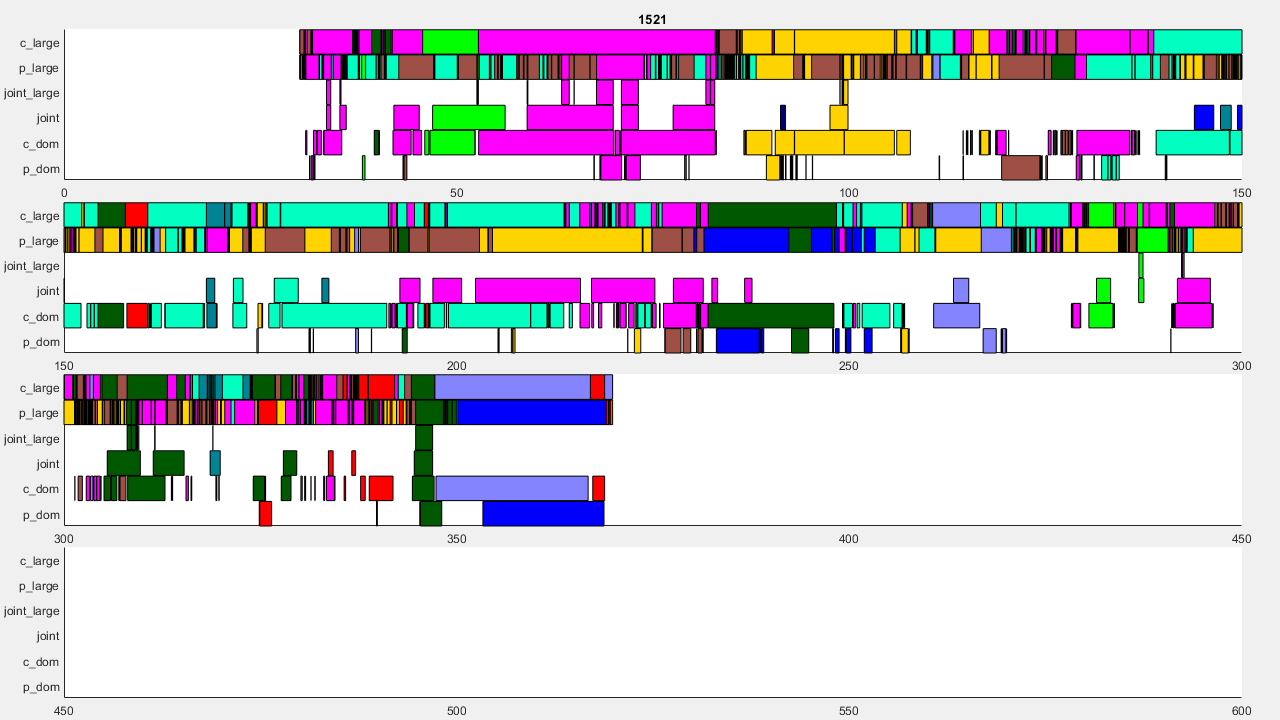 1521
c_large
p_large
joint_large
joint
c_dom
p_dom
0 50 100 150
c_large
p_large
joint_large
joint
c_dom
p_dom
150 200 250 300
c_large
p_large
joint_large
joint
c_dom
p_dom
300 350 400 450
c_large
p_large
joint_large
joint
c_dom
p_dom
450 500 550 600